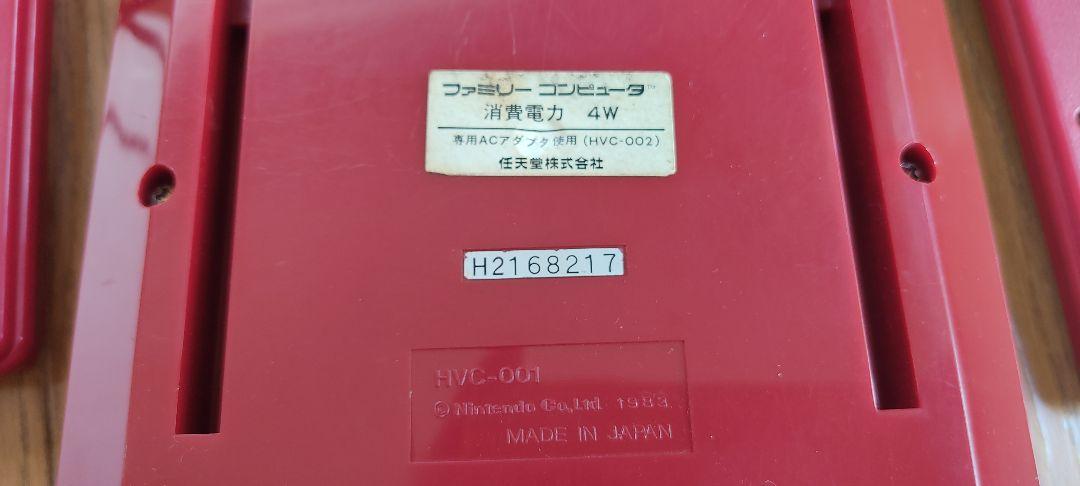 ファミリー コンピュータ™
消費電力 4W
専用ACアダプタ使用(HVC-002)
任天堂株式会社
H2168217
HVC-001
© Nintendo Co.,Ltd. 1983
MADE IN JAPAN